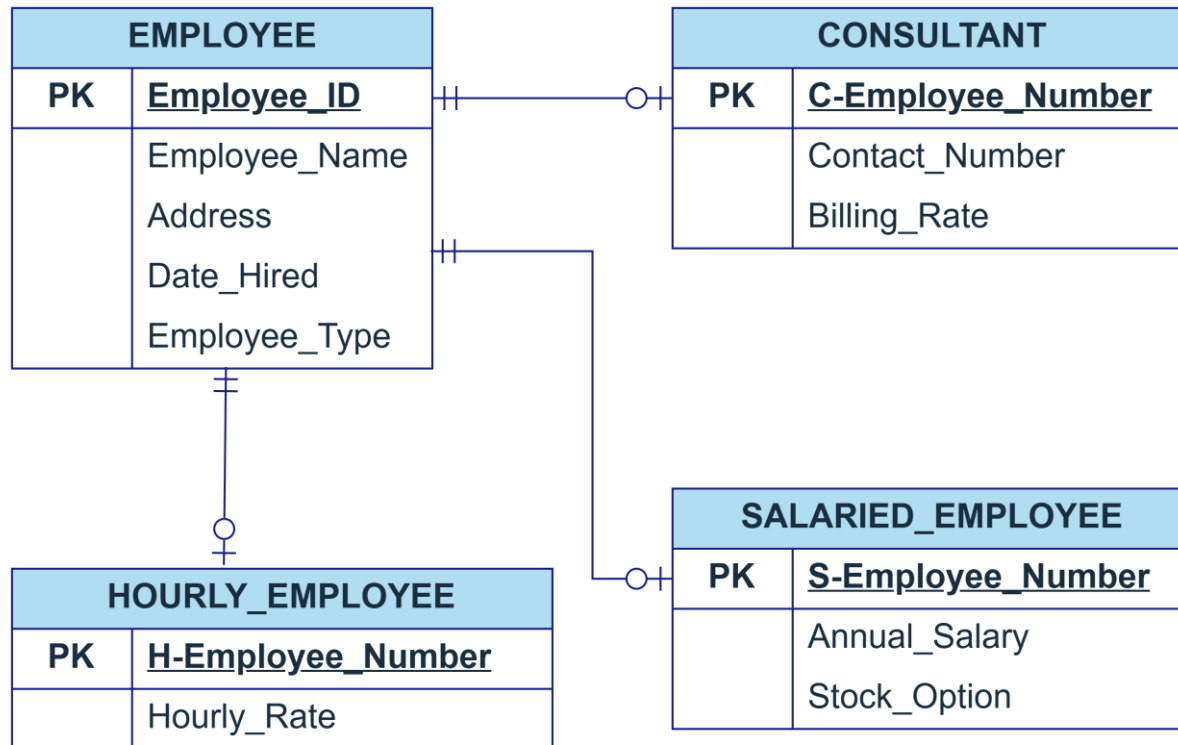 EMPLOYEE
PK Employee_ID
Employee_Name
Address
Date_Hired
Employee_Type
CONSULTANT
PK C-Employee_Number
Contact_Number
Billing_Rate
HOURLY_EMPLOYEE
PK H-Employee_Number
Hourly_Rate
SALARIED_EMPLOYEE
PK S-Employee_Number
Annual_Salary
Stock_Option